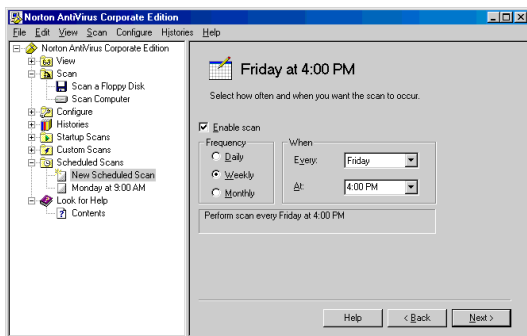 Norton AntiVirus Corporate Edition
File Edit View Scan Configure Histories Help
Norton AntiVirus Corporate Edition
View
Scan
Scan a Floppy Disk
Scan Computer
Configure
Histories
Startup Scans
Custom Scans
Scheduled Scans
New Scheduled Scan
Monday at 9:00 AM
Look for Help
Contents
Friday at 4:00 PM
Select how often and when you want the scan to occur.
Enable scan
Frequency
Daily
Weekly
Monthly
When
Every: Friday
At: 4:00 PM
Perform scan every Friday at 4:00 PM
Help < Back Next >